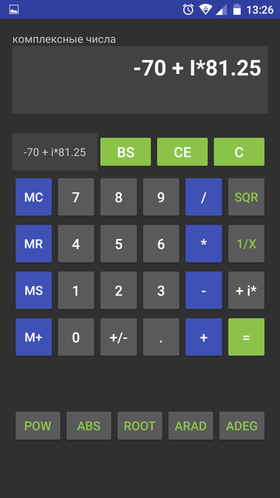 13:26
комплексные числа
-70 + I*81.25
-70 + i*81.25 BS CE C
MC 7 8 9 / SQR
MR 4 5 6 * 1/X
MS 1 2 3 - + i*
M+ 0 +/- . + =
POW ABS ROOT ARAD ADEG